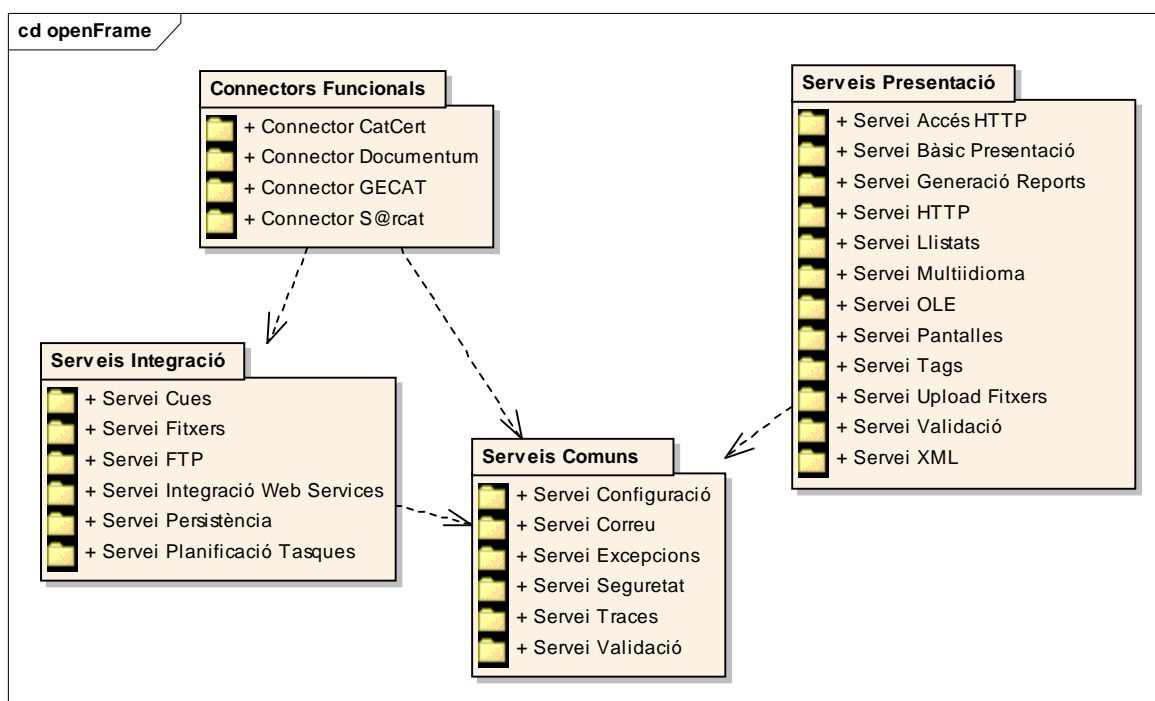 cd openFrame
Connectors Funcionals
+ Connector CatCert
+ Connector Documentum
+ Connector GECAT
+ Connector S@rcat
Serveis Presentació
+ Servei Accés HTTP
+ Servei Bàsic Presentació
+ Servei Generació Reports
+ Servei HTTP
+ Servei Llistats
+ Servei Multiidioma
+ Servei OLE
+ Servei Pantalles
+ Servei Tags
+ Servei Upload Fitxers
+ Servei Validació
+ Servei XML
Serveis Integració
+ Servei Cues
+ Servei Fitxers
+ Servei FTP
+ Servei Integració Web Services
+ Servei Persistència
+ Servei Planificació Tasques
Serveis Comuns
+ Servei Configuració
+ Servei Correu
+ Servei Excepcions
+ Servei Seguretat
+ Servei Traces
+ Servei Validació